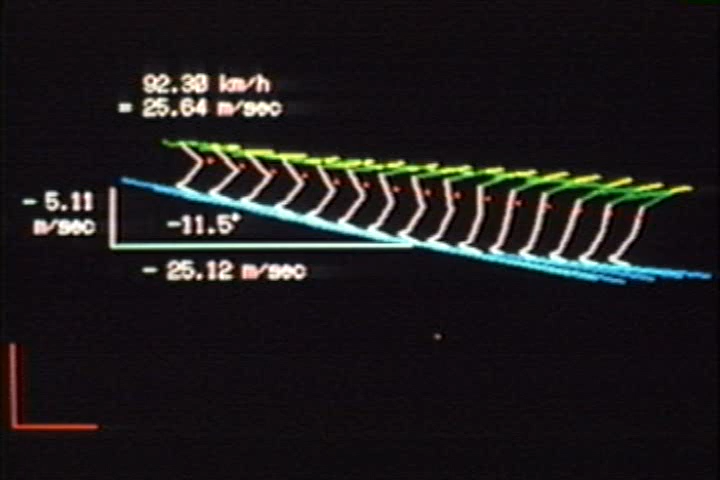 92.30 km/h
= 25.64 m/sec
- 5.11
m/sec
-11.5°
- 25.12 m/sec